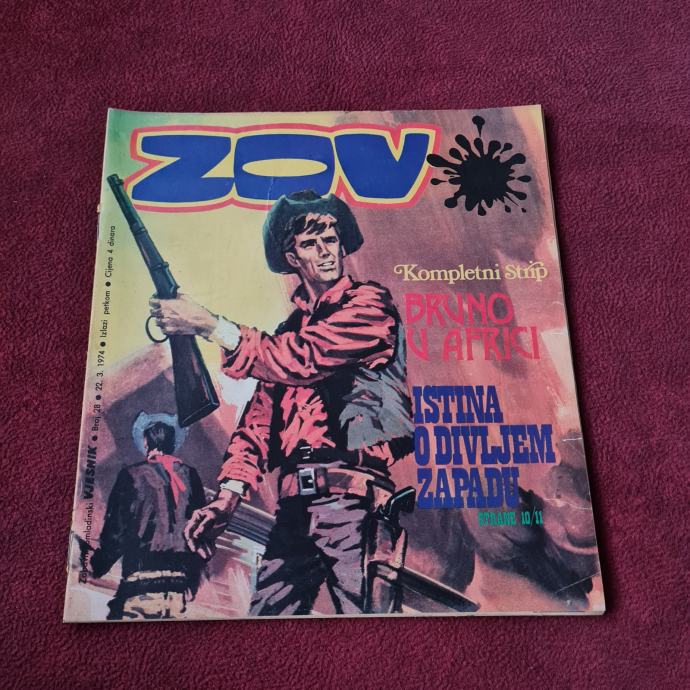 ZOV
Kompletni Strip
BRUNO
U AFRICI
ISTINA
O DIVLJEM
ZAPADU
STRANE 10/11
omladinski VJESNIK ● Broj 28 ● 22. 3. 1974 ● Izlazi petkom ● Cijena 4 dinara